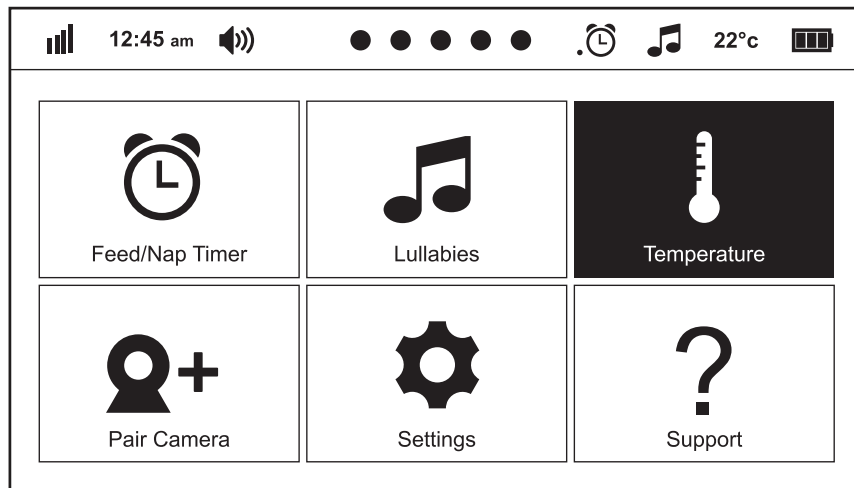 12:45 am 22°c
Feed/Nap Timer Lullabies Temperature
Pair Camera Settings Support